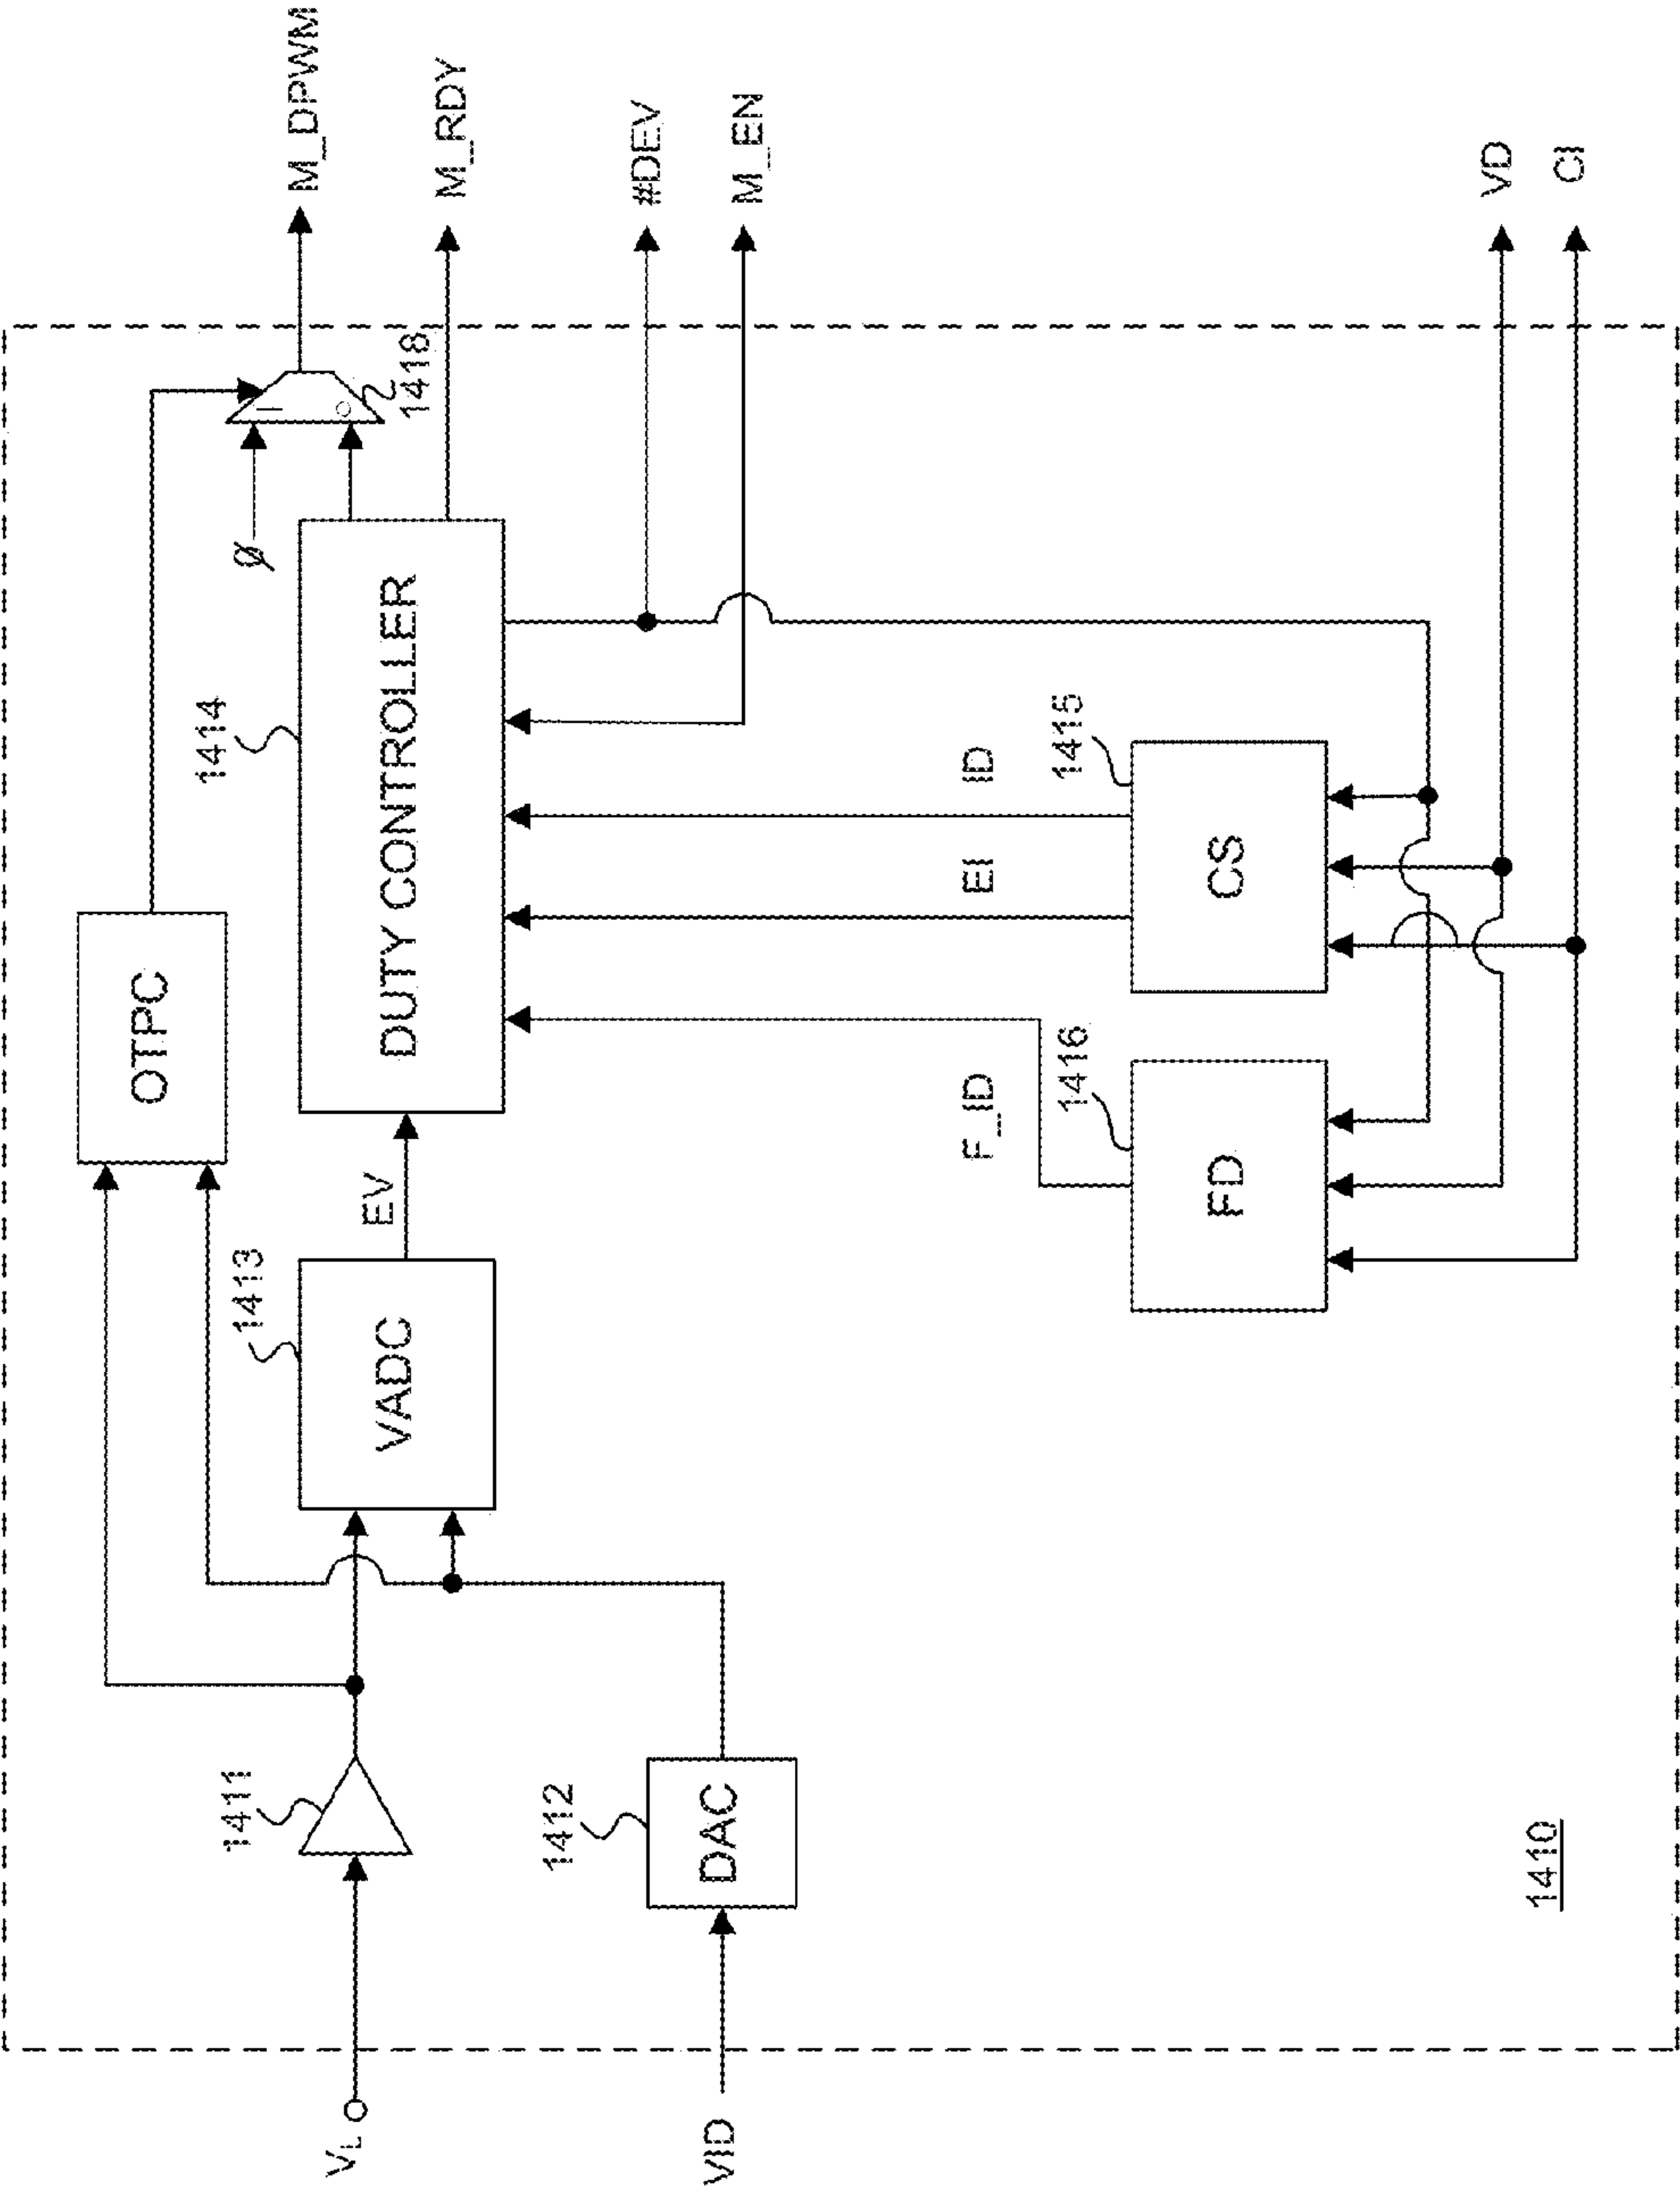 OTPC
M_DPWM
1418
1
0
Ø
M_RDY
1414
DUTY CONTROLLER
#DEV
M_EN
1413
VADC
EV
1411
V_L
1412
DAC
VID
F_ID
EI
ID
1416
FD
1415
CS
VD
CI
1410